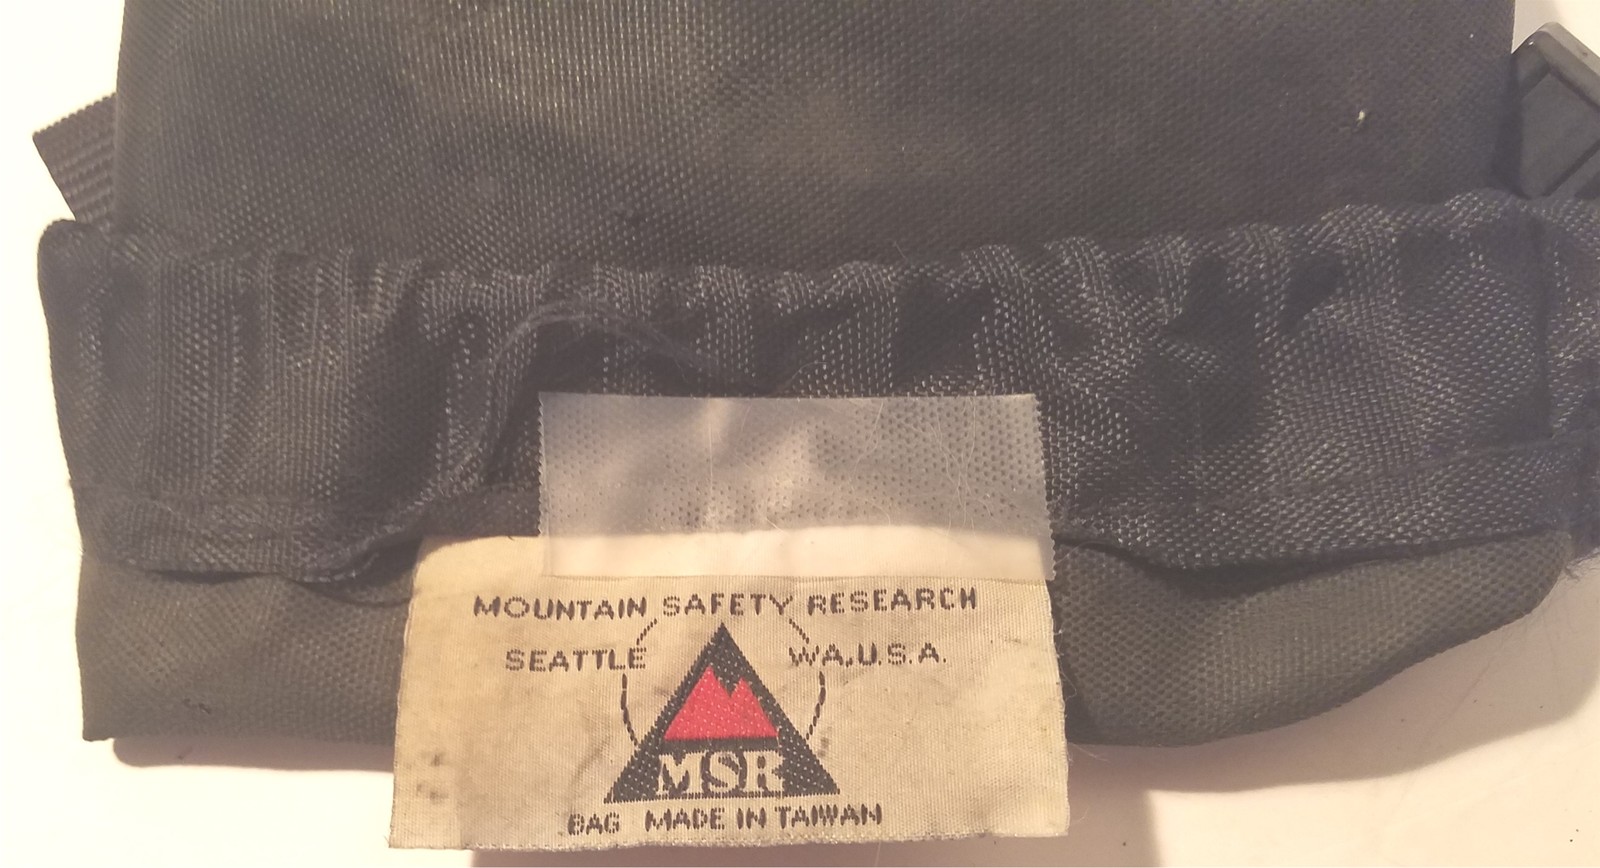 MOUNTAIN SAFETY RESEARCH
SEATTLE WA,U.S.A.
MSR
BAG MADE IN TAIWAN